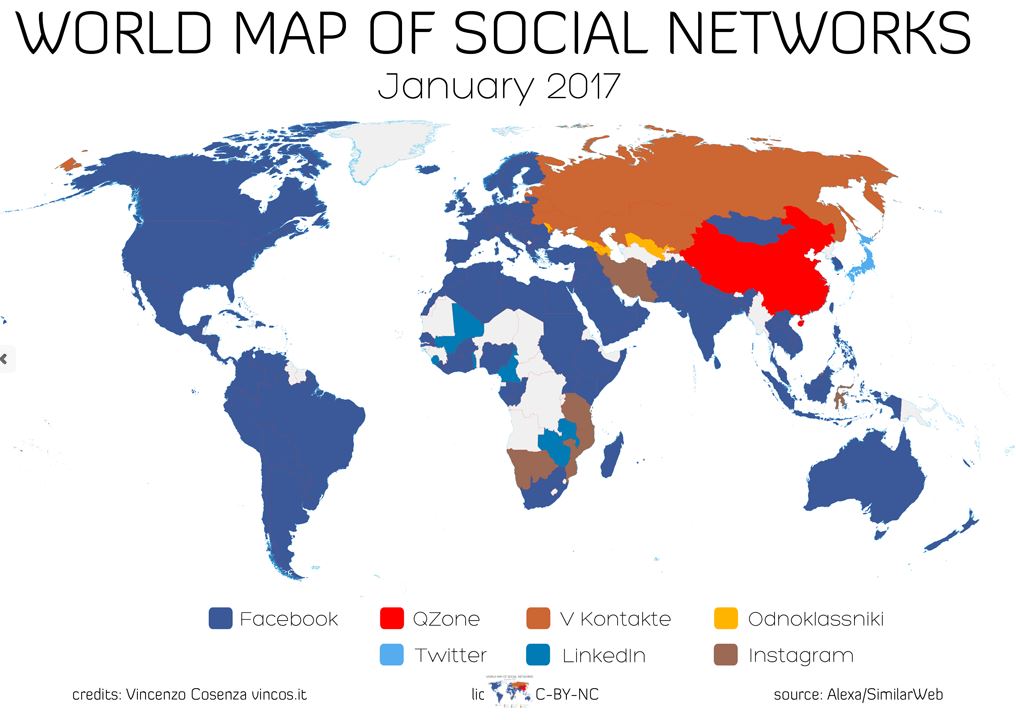 WORLD MAP OF SOCIAL NETWORKS
January 2017
Facebook
QZone
V Kontakte
Odnoklassniki
Twitter
LinkedIn
Instagram
credits: Vincenzo Cosenza vincos.it
lic C-BY-NC
source: Alexa/SimilarWeb